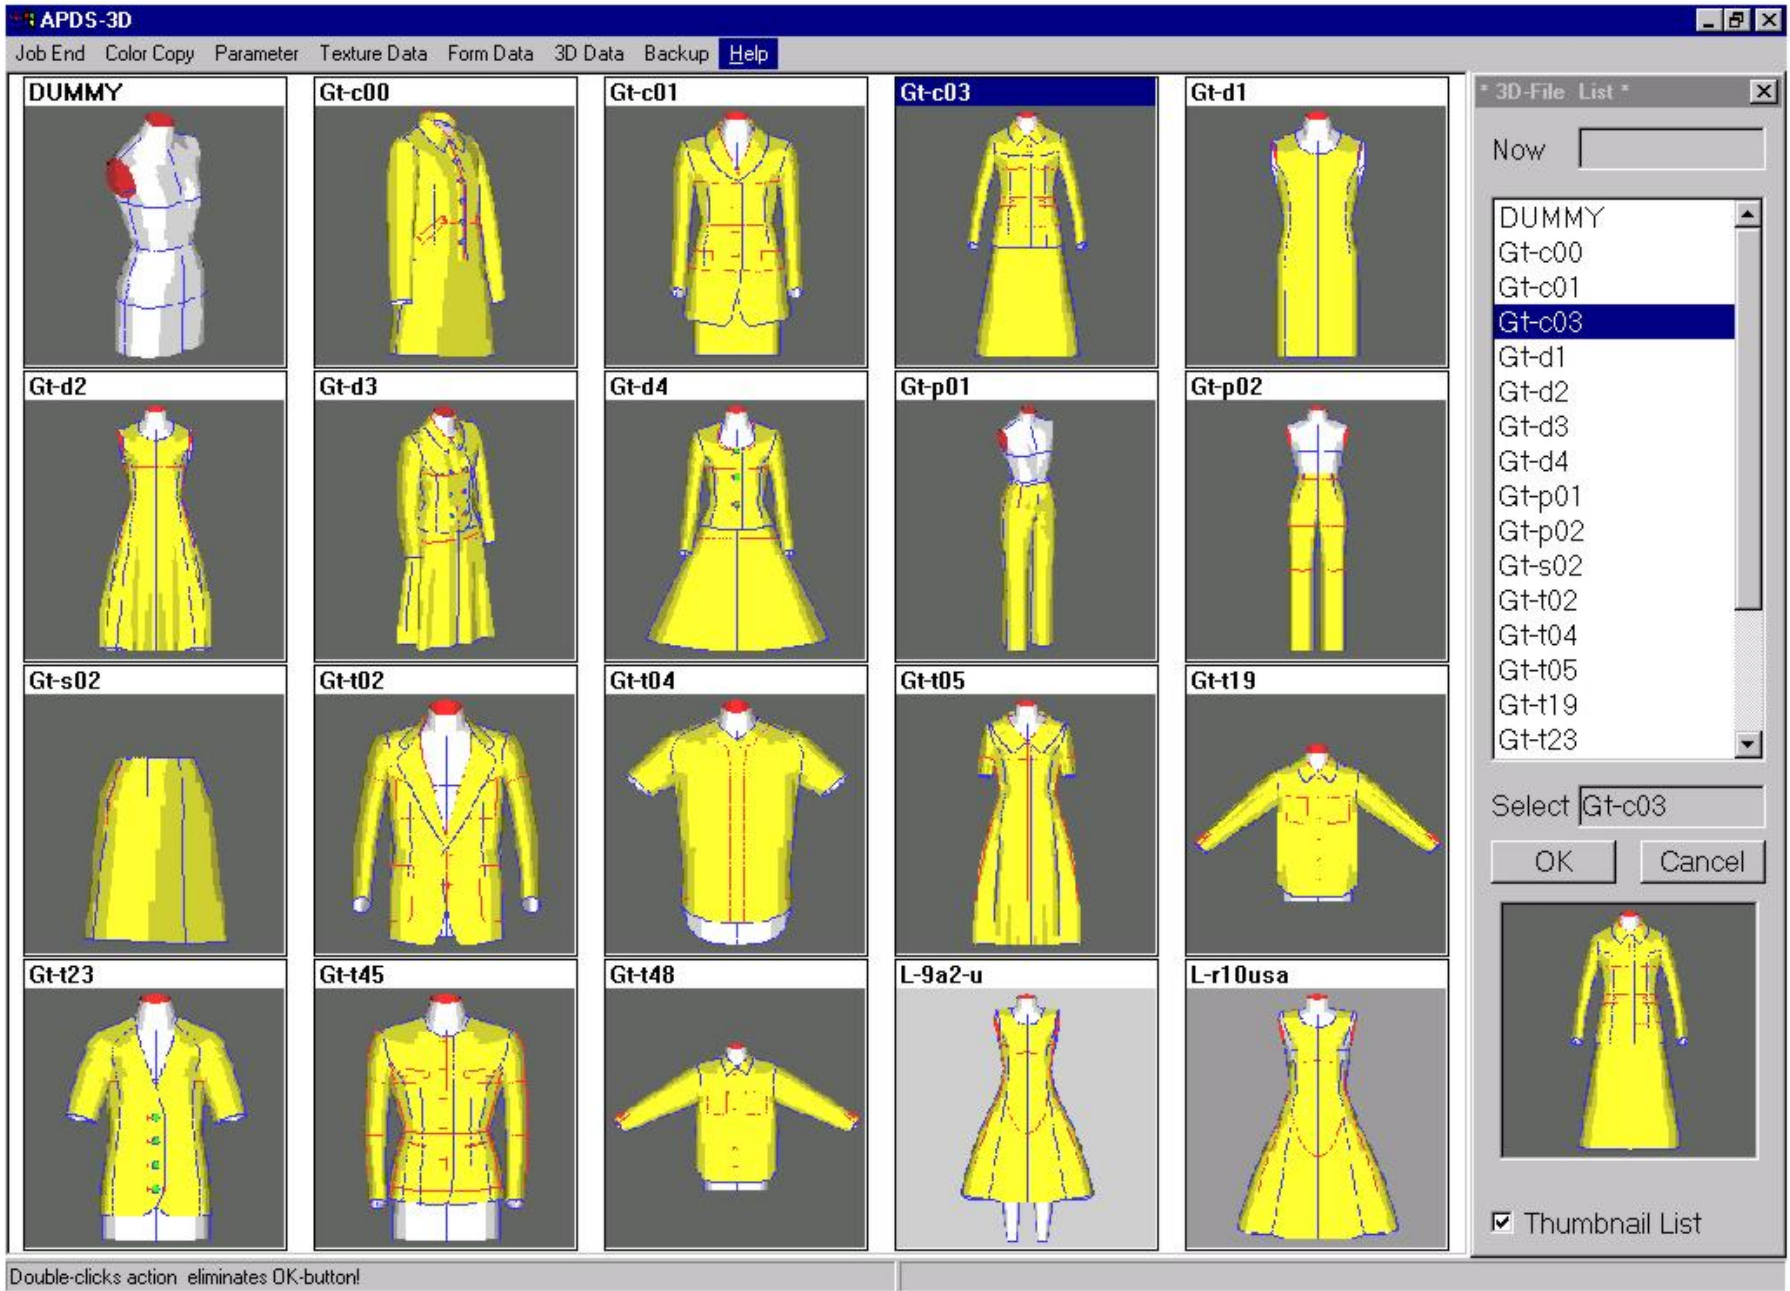 APDS-3D
Job End Color Copy Parameter Texture Data Form Data 3D Data Backup Help
DUMMY Gt-c00 Gt-c01 Gt-c03 Gt-d1
Gt-d2 Gt-d3 Gt-d4 Gt-p01 Gt-p02
Gt-s02 Gt-t02 Gt-t04 Gt-t05 Gt-t19
Gt-t23 Gt-t45 Gt-t48 L-9a2-u L-r10usa
* 3D-File List *
Now
DUMMY
Gt-c00
Gt-c01
Gt-c03
Gt-d1
Gt-d2
Gt-d3
Gt-d4
Gt-p01
Gt-p02
Gt-s02
Gt-t02
Gt-t04
Gt-t05
Gt-t19
Gt-t23
Select Gt-c03
OK Cancel
Thumbnail List
Double-clicks action eliminates OK-button!